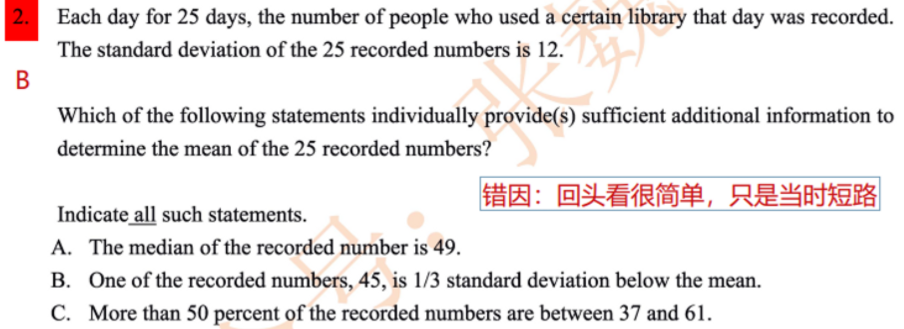 2. Each day for 25 days, the number of people who used a certain library that day was recorded.
The standard deviation of the 25 recorded numbers is 12.
B
Which of the following statements individually provide(s) sufficient additional information to
determine the mean of the 25 recorded numbers?
错因：回头看很简单，只是当时短路
Indicate all such statements.
A. The median of the recorded number is 49.
B. One of the recorded numbers, 45, is 1/3 standard deviation below the mean.
C. More than 50 percent of the recorded numbers are between 37 and 61.
号：张巍